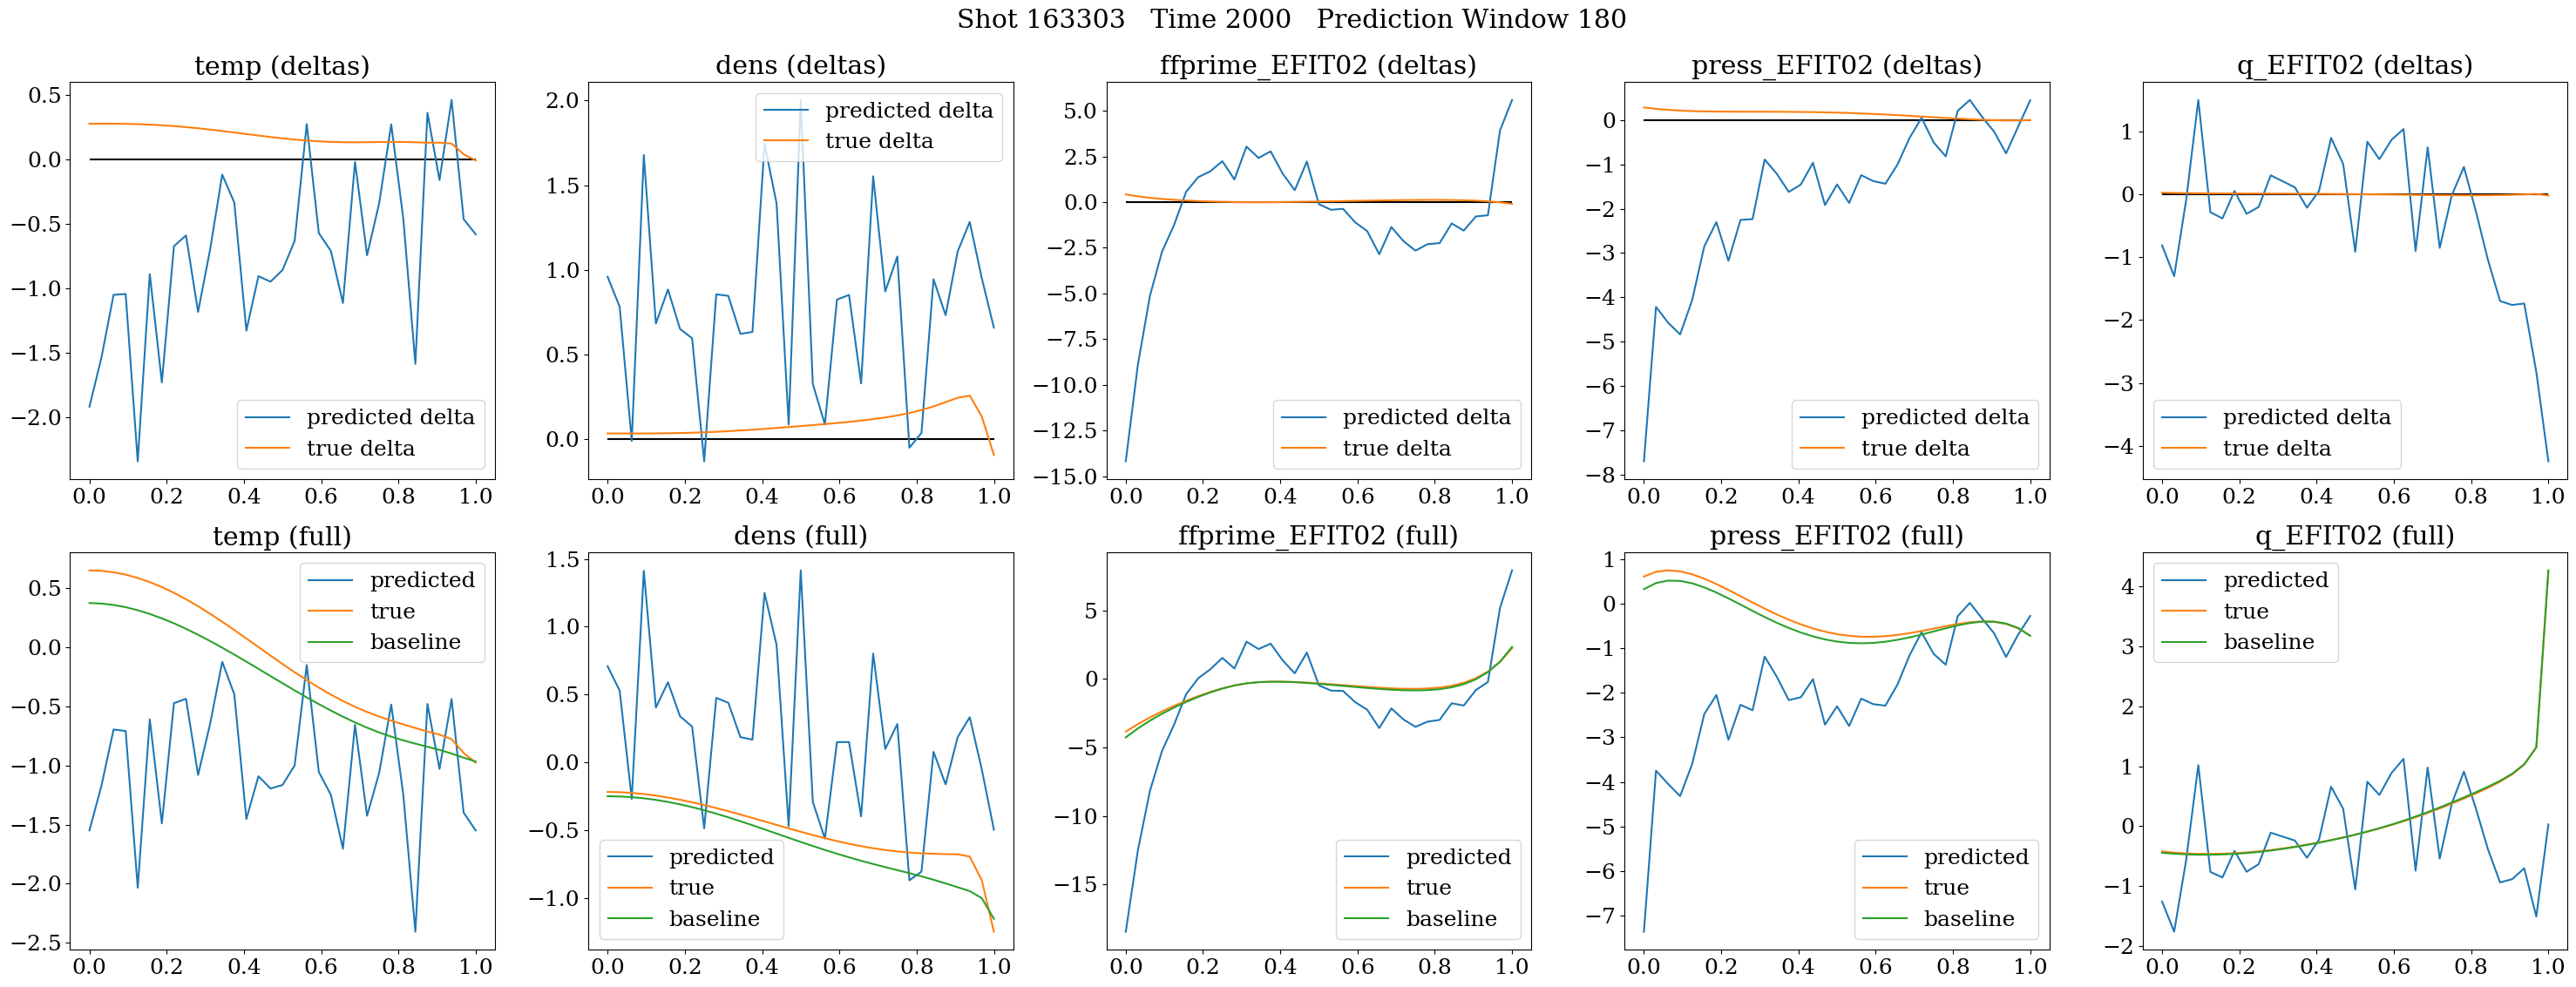 Shot 163303   Time 2000   Prediction Window 180
temp (deltas)
0.5
0.0
−0.5
−1.0
−1.5
−2.0
predicted delta
true delta
0.0 0.2 0.4 0.6 0.8 1.0
dens (deltas)
2.0
1.5
1.0
0.5
0.0
predicted delta
true delta
0.0 0.2 0.4 0.6 0.8 1.0
ffprime_EFIT02 (deltas)
5.0
2.5
0.0
−2.5
−5.0
−7.5
−10.0
−12.5
−15.0
predicted delta
true delta
0.0 0.2 0.4 0.6 0.8 1.0
press_EFIT02 (deltas)
0
−1
−2
−3
−4
−5
−6
−7
−8
predicted delta
true delta
0.0 0.2 0.4 0.6 0.8 1.0
q_EFIT02 (deltas)
1
0
−1
−2
−3
−4
predicted delta
true delta
0.0 0.2 0.4 0.6 0.8 1.0
temp (full)
0.5
0.0
−0.5
−1.0
−1.5
−2.0
−2.5
predicted
true
baseline
0.0 0.2 0.4 0.6 0.8 1.0
dens (full)
1.5
1.0
0.5
0.0
−0.5
−1.0
predicted
true
baseline
0.0 0.2 0.4 0.6 0.8 1.0
ffprime_EFIT02 (full)
5
0
−5
−10
−15
predicted
true
baseline
0.0 0.2 0.4 0.6 0.8 1.0
press_EFIT02 (full)
1
0
−1
−2
−3
−4
−5
−6
−7
predicted
true
baseline
0.0 0.2 0.4 0.6 0.8 1.0
q_EFIT02 (full)
4
3
2
1
0
−1
−2
predicted
true
baseline
0.0 0.2 0.4 0.6 0.8 1.0